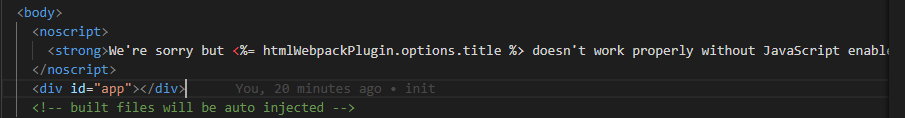 <body>
<noscript>
<strong>We're sorry but <%= htmlWebpackPlugin.options.title %> doesn't work properly without JavaScript enable
</noscript>
<div id="app"></div> You, 20 minutes ago • init
<!-- built files will be auto injected -->